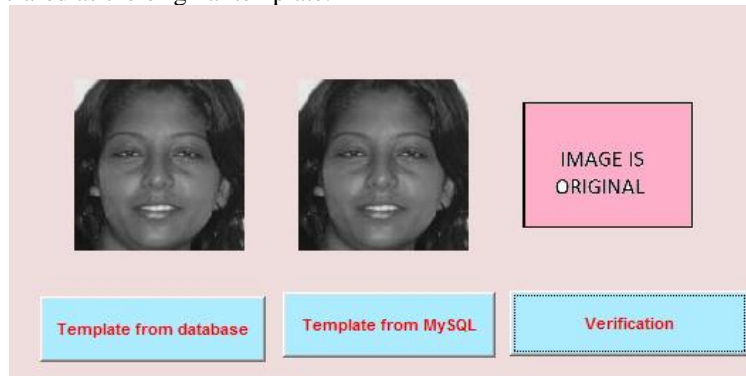 IMAGE IS
ORIGINAL
Template from database
Template from MySQL
Verification